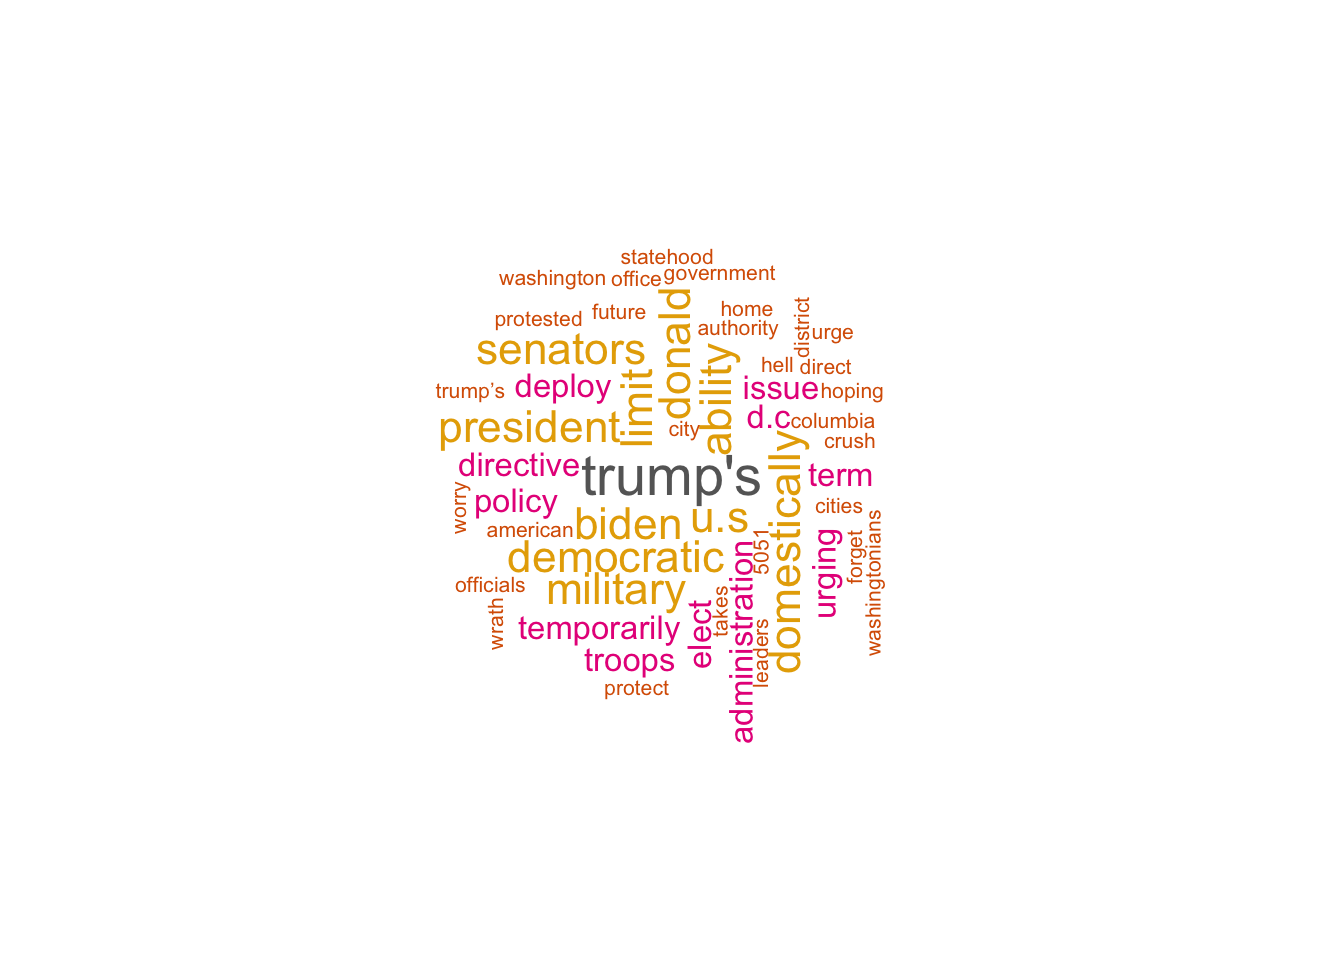 statehood
washington
office
government
protested
future
donald
home
authority
district
urge
senators
limit
ability
hell
direct
trump’s
deploy
issue
hoping
president
city
d.c
columbia
crush
directive
trump's
domestically
term
worry
policy
american
biden
u.s
5051
cities
urging
forget
washingtonians
democratic
administration
officials
military
takes
wrath
temporarily
elect
leaders
troops
protect